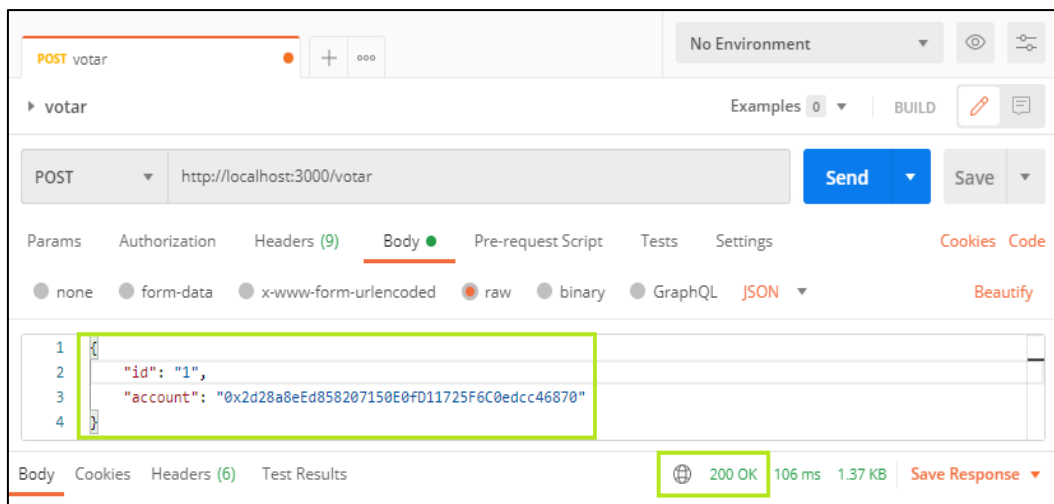 POST votar
No Environment
votar
Examples 0
BUILD
POST http://localhost:3000/votar Send Save
Params Authorization Headers (9) Body Pre-request Script Tests Settings Cookies Code
none form-data x-www-form-urlencoded raw binary GraphQL JSON Beautify
1 {
2 "id": "1",
3 "account": "0x2d28a8eEd858207150E0fD11725F6C0edcc46870"
4 }
Body Cookies Headers (6) Test Results 200 OK 106 ms 1.37 KB Save Response